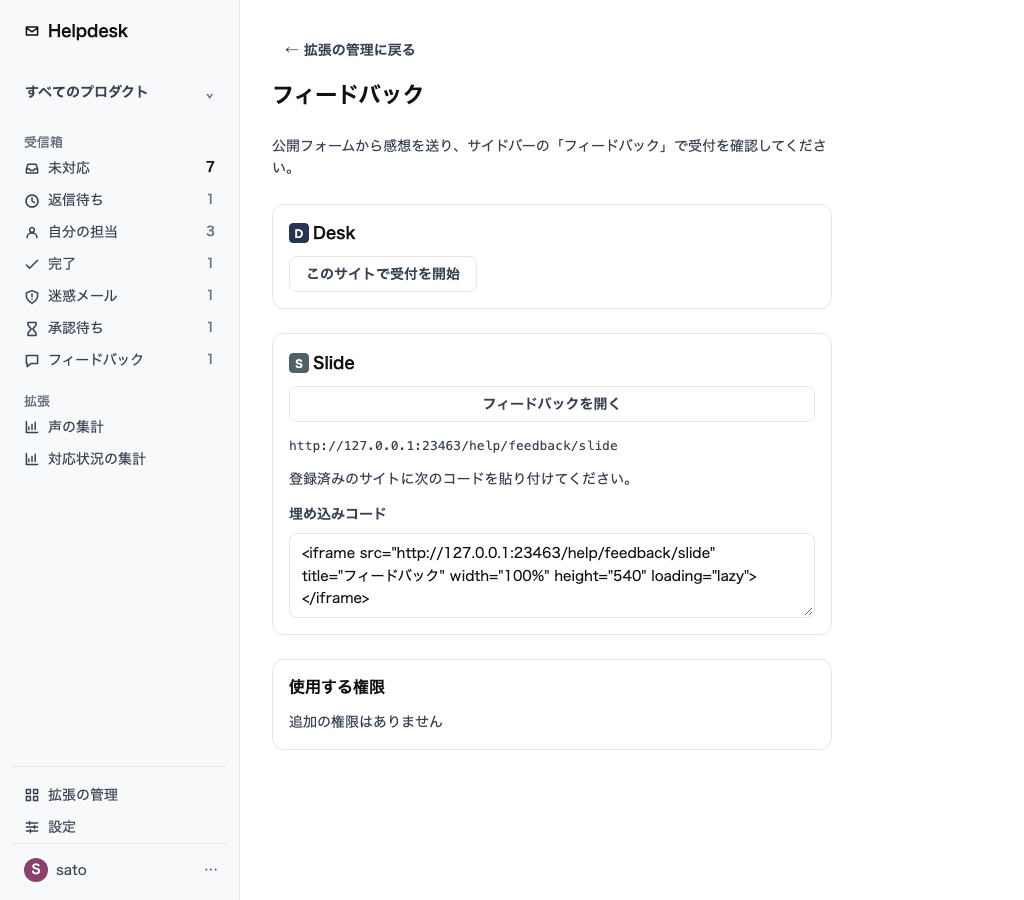 Helpdesk
すべてのプロダクト
受信箱
未対応 7
返信待ち 1
自分の担当 3
完了 1
迷惑メール 1
承認待ち 1
フィードバック 1
拡張
声の集計
対応状況の集計
拡張の管理
設定
S sato ...
← 拡張の管理に戻る
フィードバック
公開フォームから感想を送り、サイドバーの「フィードバック」で受付を確認してくださ
い。
D Desk
このサイトで受付を開始
S Slide
フィードバックを開く
http://127.0.0.1:23463/help/feedback/slide
登録済みのサイトに次のコードを貼り付けてください。
埋め込みコード
<iframe src="http://127.0.0.1:23463/help/feedback/slide"
title="フィードバック" width="100%" height="540" loading="lazy">
</iframe>
使用する権限
追加の権限はありません